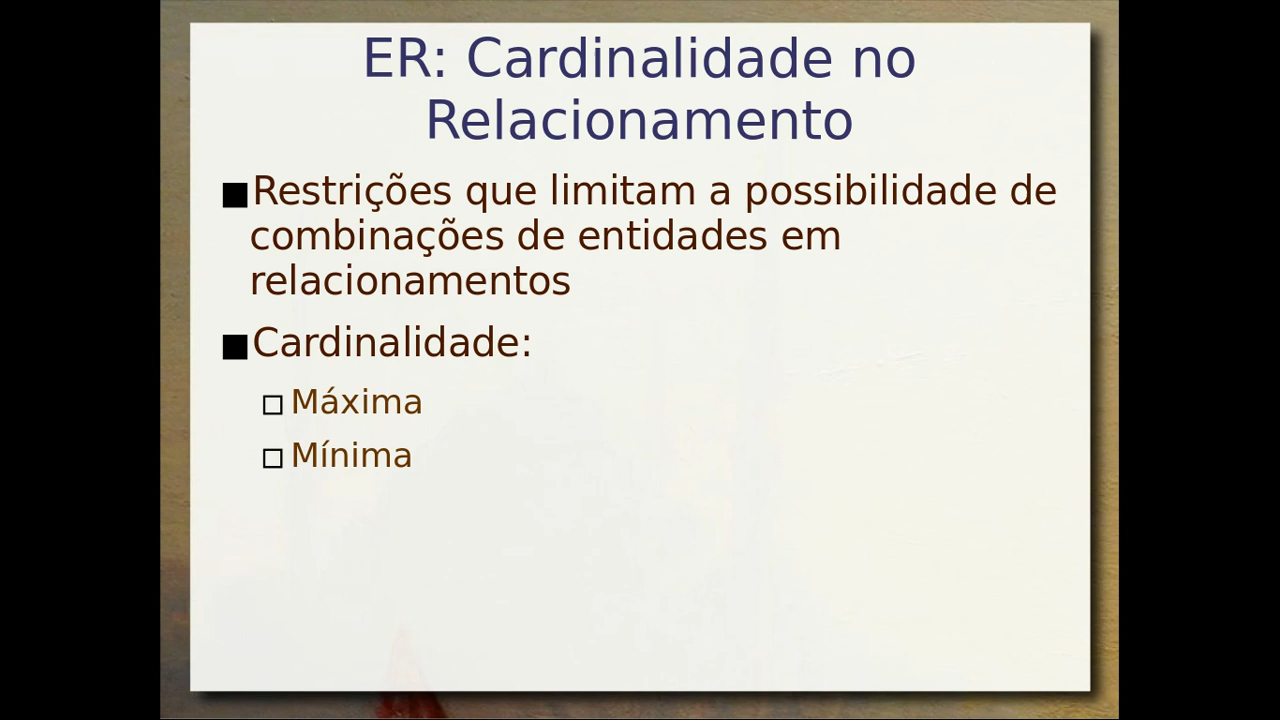 ER: Cardinalidade no
Relacionamento
■Restrições que limitam a possibilidade de
combinações de entidades em
relacionamentos
■Cardinalidade:
□Máxima
□Mínima